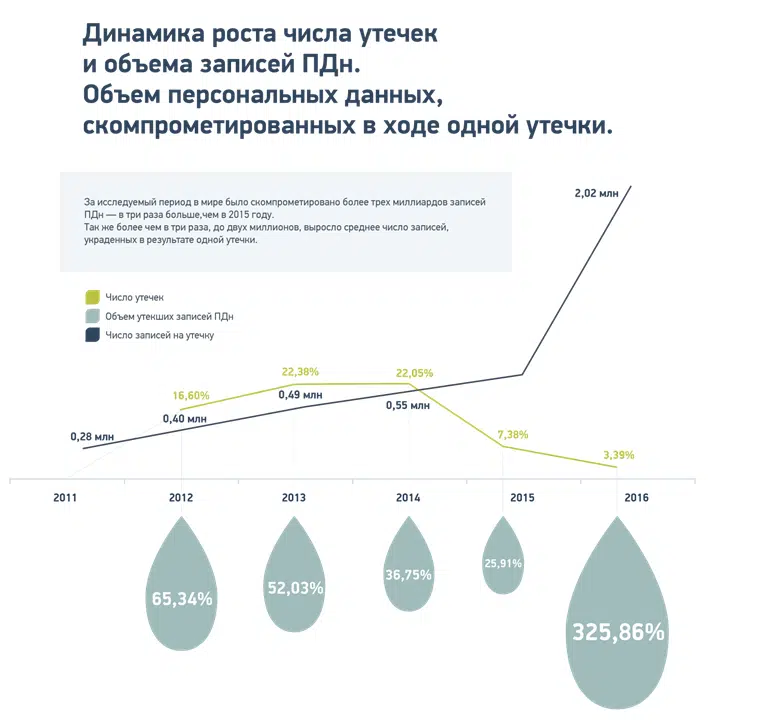 Динамика роста числа утечек
и объема записей ПДн.
Объем персональных данных,
скомпрометированных в ходе одной утечки.
За исследуемый период в мире было скомпрометировано более трех миллиардов записей
ПДн — в три раза больше,чем в 2015 году.
Так же более чем в три раза, до двух миллионов, выросло среднее число записей,
украденных в результате одной утечки.
2,02 млн
Число утечек
Объем утекших записей ПДн
Число записей на утечку
22,38%
22,05%
16,60%
0,49 млн
0,55 млн
0,40 млн
0,28 млн
7,38%
3,39%
2011
2012
2013
2014
2015
2016
65,34%
52,03%
36,75%
25,91%
325,86%